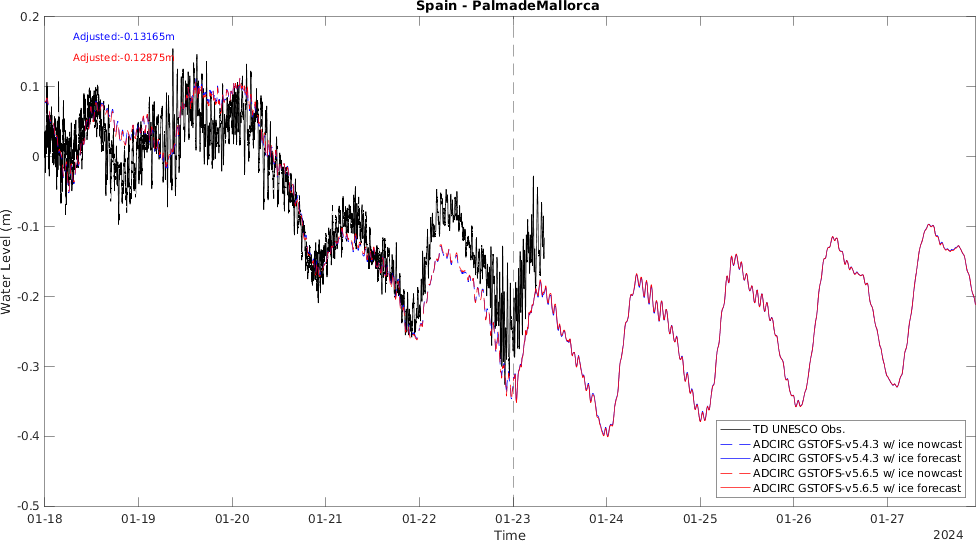 Spain - PalmadeMallorca
Adjusted:-0.13165m
Adjusted:-0.12875m
0.2
0.1
0
-0.1
-0.2
-0.3
-0.4
-0.5
Water Level (m)
01-18
01-19
01-20
01-21
01-22
01-23
01-24
01-25
01-26
01-27
Time
2024
TD UNESCO Obs.
ADCIRC GSTOFS-v5.4.3 w/ ice nowcast
ADCIRC GSTOFS-v5.4.3 w/ ice forecast
ADCIRC GSTOFS-v5.6.5 w/ ice nowcast
ADCIRC GSTOFS-v5.6.5 w/ ice forecast